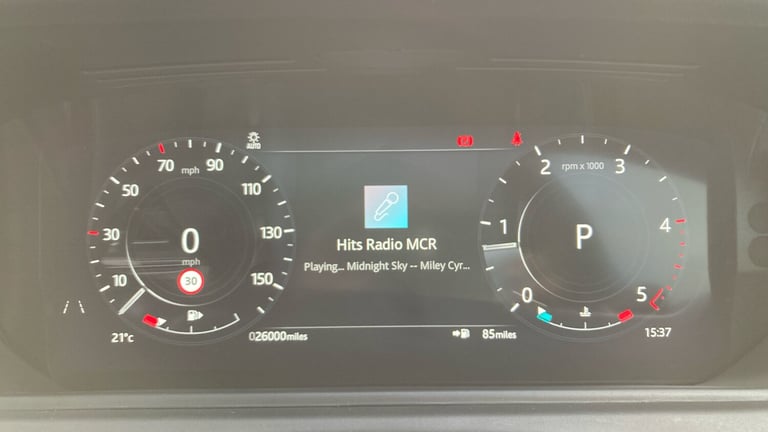 AUTO
70
mph
90
50
110
30
0
130
mph
30
10
150
21°c
Hits Radio MCR
Playing... Midnight Sky -- Miley Cyr...
026000miles
85miles
2
rpm x 1000
3
1
P
4
0
5
15:37